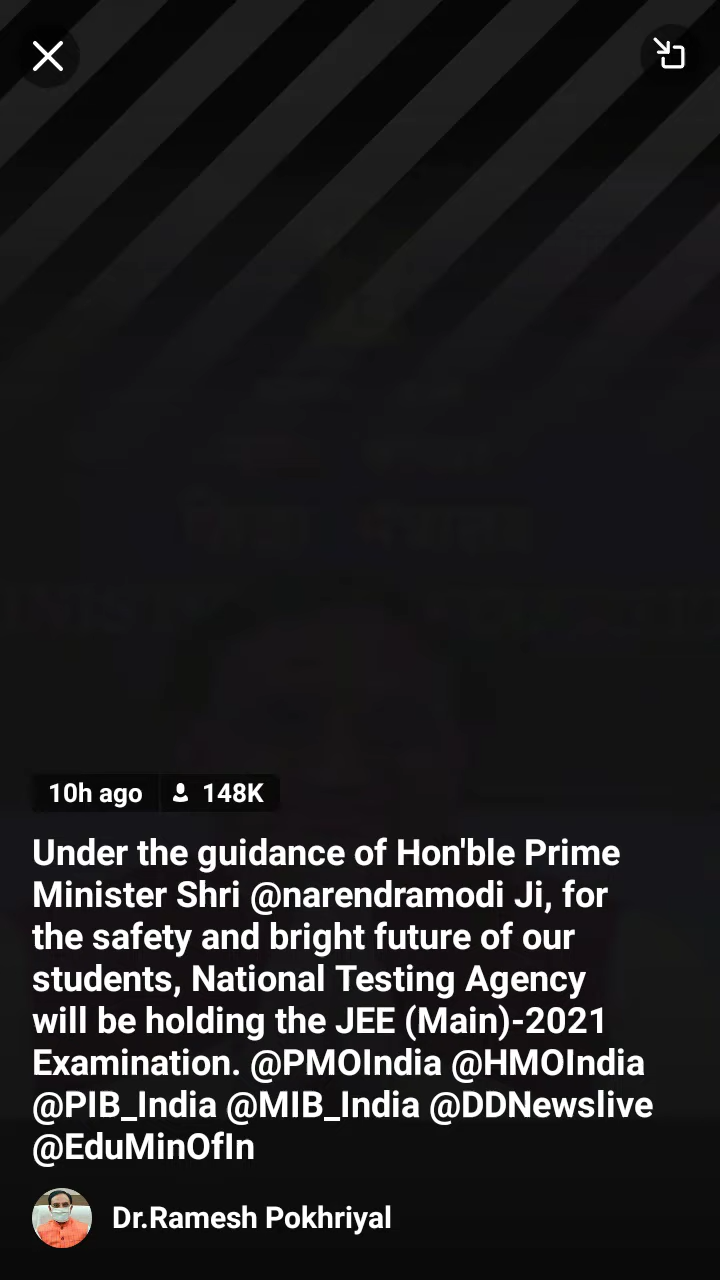 10h ago 148K
Under the guidance of Hon'ble Prime
Minister Shri @narendramodi Ji, for
the safety and bright future of our
students, National Testing Agency
will be holding the JEE (Main)-2021
Examination. @PMOIndia @HMOIndia
@PIB_India @MIB_India @DDNewslive
@EduMinOfIn
Dr.Ramesh Pokhriyal